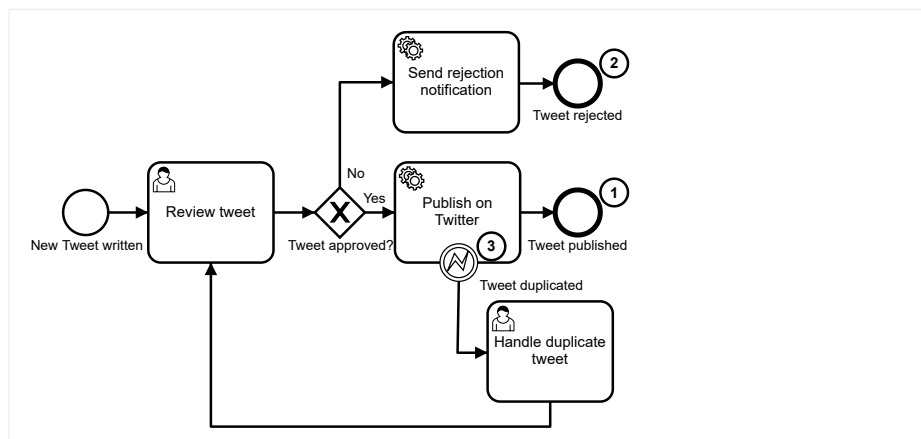 Send rejection
notification
2
Tweet rejected
No
Review tweet
Yes
Publish on
Twitter
1
New Tweet written
Tweet approved?
3
Tweet published
Tweet duplicated
Handle duplicate
tweet